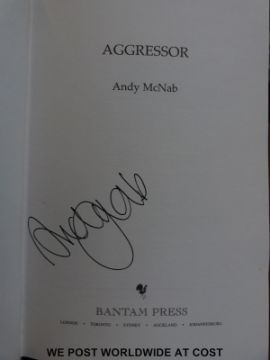 AGGRESSOR
Andy McNab
BANTAM PRESS
LONDON • TORONTO • SYDNEY • AUCKLAND • JOHANNESBURG
WE POST WORLDWIDE AT COST